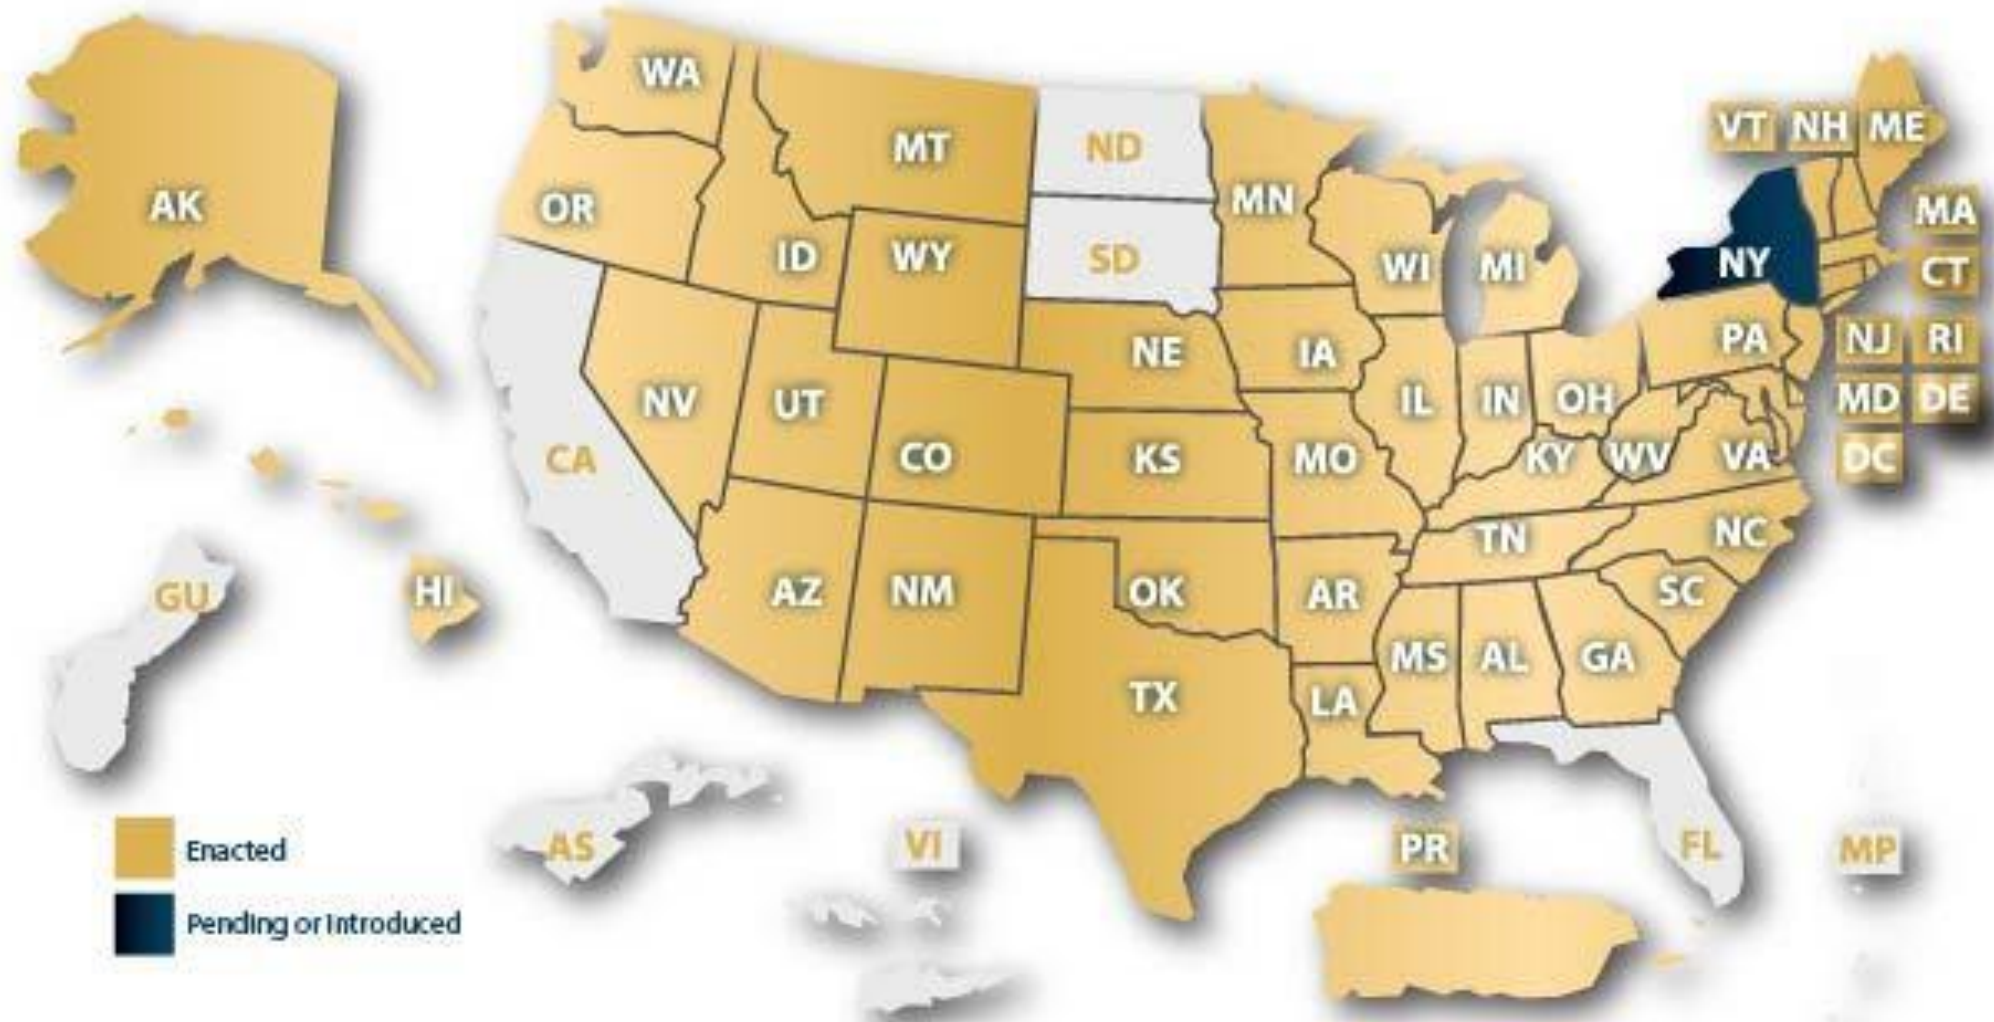 WA
VT NH ME
MT
ND
MN
AK
OR
MA
ID
WY
SD
WI
MI
NY
CT
NE
IA
PA
NJ
RI
NV
UT
IL
IN
OH
MD
DE
CA
CO
KS
MO
KY
WV
VA
DC
TN
NC
GU
HI
AZ
NM
OK
AR
SC
MS
AL
GA
TX
LA
AS
VI
PR
FL
MP
Enacted
Pending or Introduced